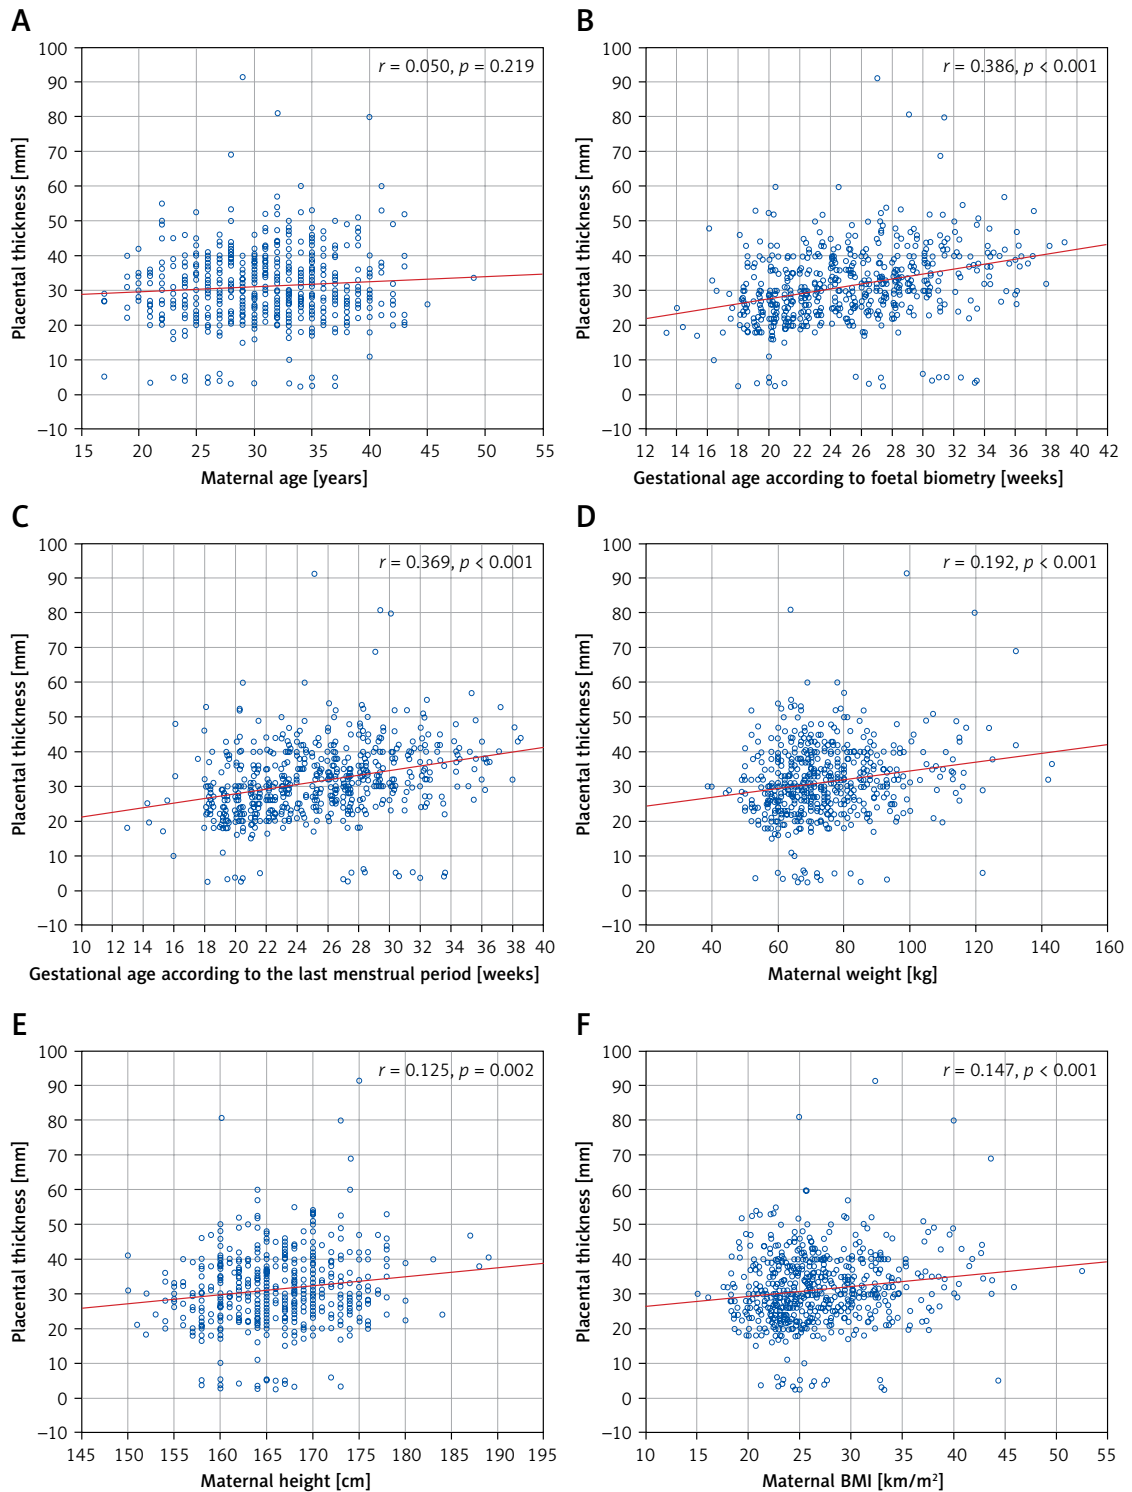 A
r = 0.050, p = 0.219
Placental thickness [mm]
100
90
80
70
60
50
40
30
20
10
0
–10
15 20 25 30 35 40 45 50 55
Maternal age [years]
B
r = 0.386, p < 0.001
Placental thickness [mm]
100
90
80
70
60
50
40
30
20
10
0
–10
12 14 16 18 20 22 24 26 28 30 32 34 36 38 40 42
Gestational age according to foetal biometry [weeks]
C
r = 0.369, p < 0.001
Placental thickness [mm]
100
90
80
70
60
50
40
30
20
10
0
–10
10 12 14 16 18 20 22 24 26 28 30 32 34 36 38 40
Gestational age according to the last menstrual period [weeks]
D
r = 0.192, p < 0.001
Placental thickness [mm]
100
90
80
70
60
50
40
30
20
10
0
–10
20 40 60 80 100 120 140 160
Maternal weight [kg]
E
r = 0.125, p = 0.002
Placental thickness [mm]
100
90
80
70
60
50
40
30
20
10
0
–10
145 150 155 160 165 170 175 180 185 190 195
Maternal height [cm]
F
r = 0.147, p < 0.001
Placental thickness [mm]
100
90
80
70
60
50
40
30
20
10
0
–10
10 15 20 25 30 35 40 45 50 55
Maternal BMI [km/m²]